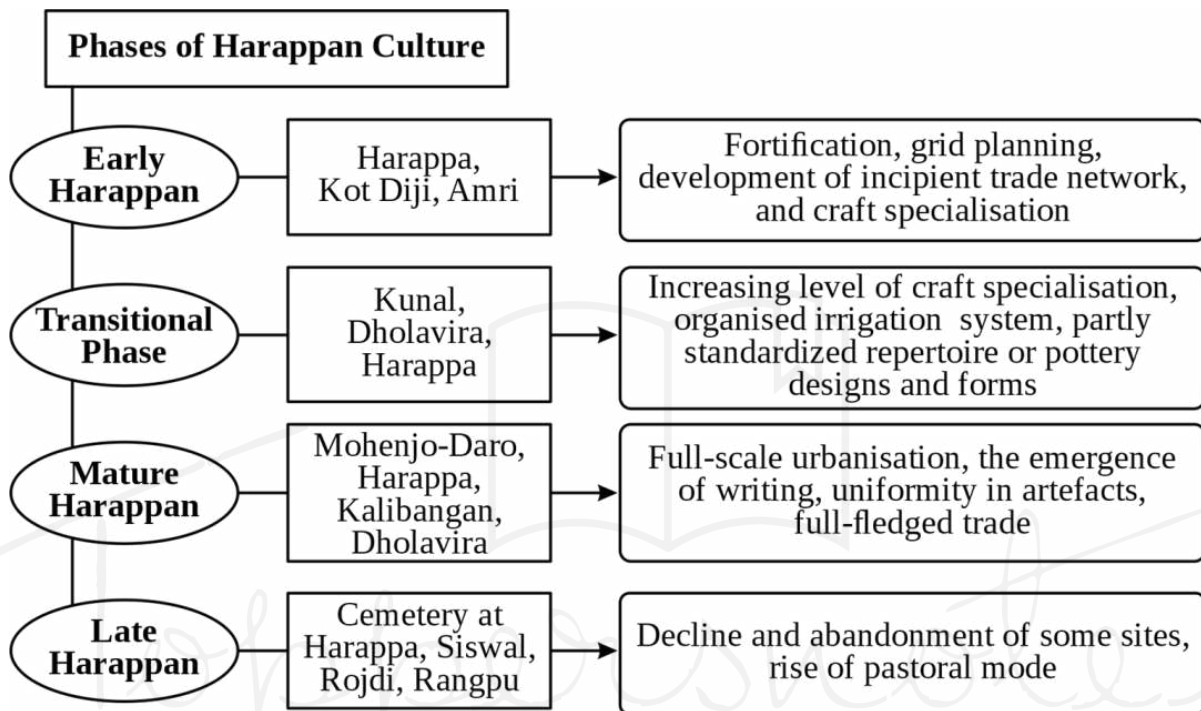 Phases of Harappan Culture
Early
Harappan
Harappa,
Kot Diji, Amri
Fortification, grid planning,
development of incipient trade network,
and craft specialisation
Transitional
Phase
Kunal,
Dholavira,
Harappa
Increasing level of craft specialisation,
organised irrigation system, partly
standardized repertoire or pottery
designs and forms
Mature
Harappan
Mohenjo-Daro,
Harappa,
Kalibangan,
Dholavira
Full-scale urbanisation, the emergence
of writing, uniformity in artefacts,
full-fledged trade
Late
Harappan
Cemetery at
Harappa, Siswal,
Rojdi, Rangpu
Decline and abandonment of some sites,
rise of pastoral mode